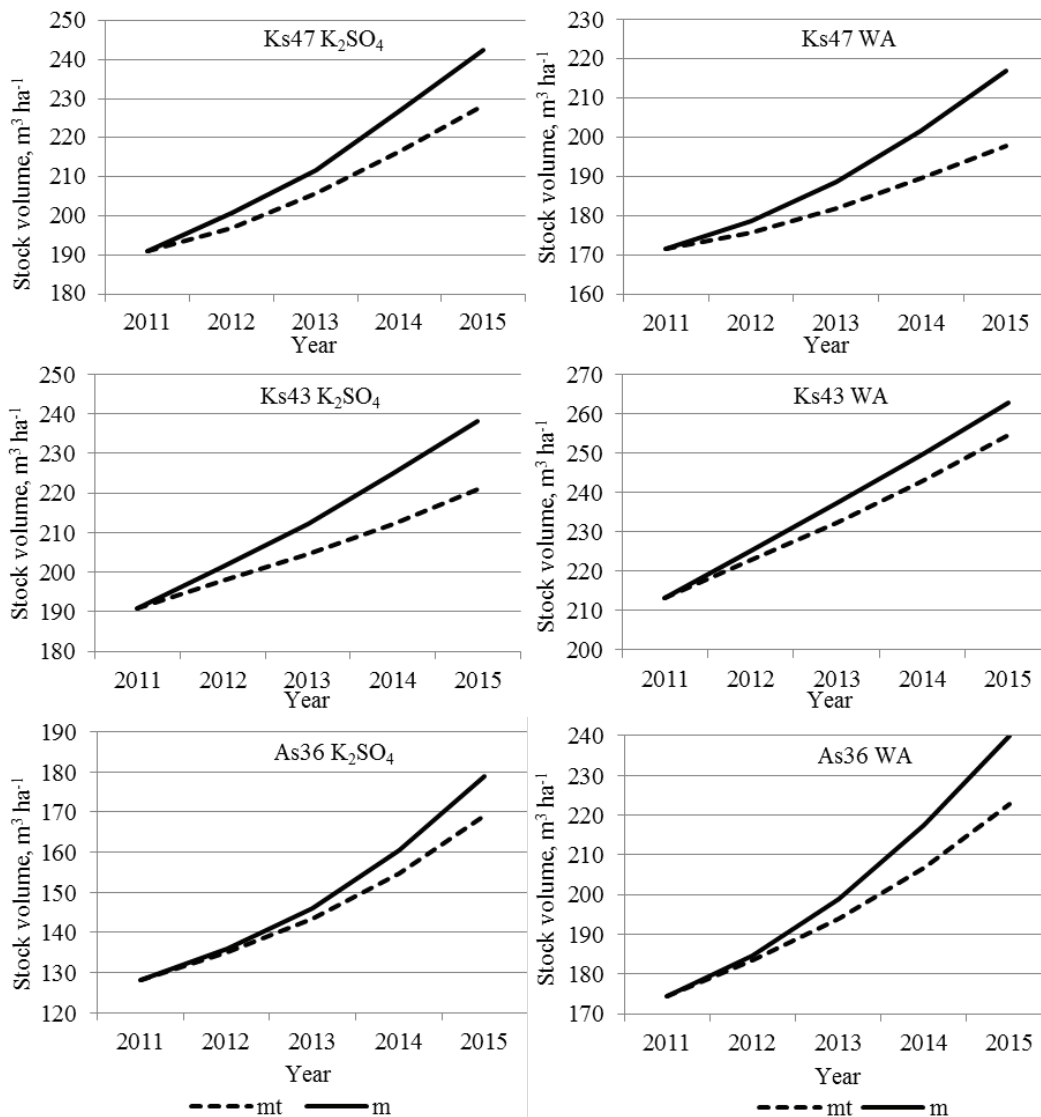 Ks47 K₂SO₄
Stock volume, m³ ha⁻¹
250
240
230
220
210
200
190
180
2011 2012 2013 2014 2015
Year
Ks47 WA
Stock volume, m³ ha⁻¹
230
220
210
200
190
180
170
160
2011 2012 2013 2014 2015
Year
Ks43 K₂SO₄
Stock volume, m³ ha⁻¹
250
240
230
220
210
200
190
180
2011 2012 2013 2014 2015
Year
Ks43 WA
Stock volume, m³ ha⁻¹
270
260
250
240
230
220
210
200
2011 2012 2013 2014 2015
Year
As36 K₂SO₄
Stock volume, m³ ha⁻¹
190
180
170
160
150
140
130
120
2011 2012 2013 2014 2015
Year
mt m
As36 WA
Stock volume, m³ ha⁻¹
240
230
220
210
200
190
180
170
2011 2012 2013 2014 2015
Year
mt m